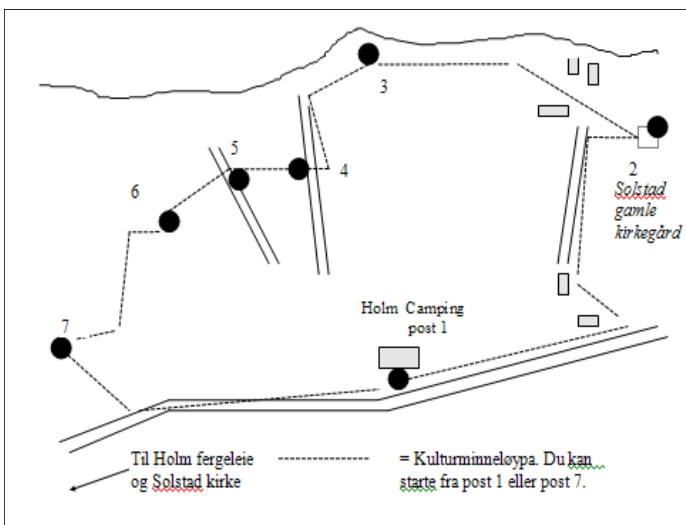 3
5
4
2
Solstad
gamle
kirkegård
6
Holm Camping
post 1
7
Til Holm fergeleie
og Solstad kirke
= Kulturminneløypa. Du kan
starte fra post 1 eller post 7.